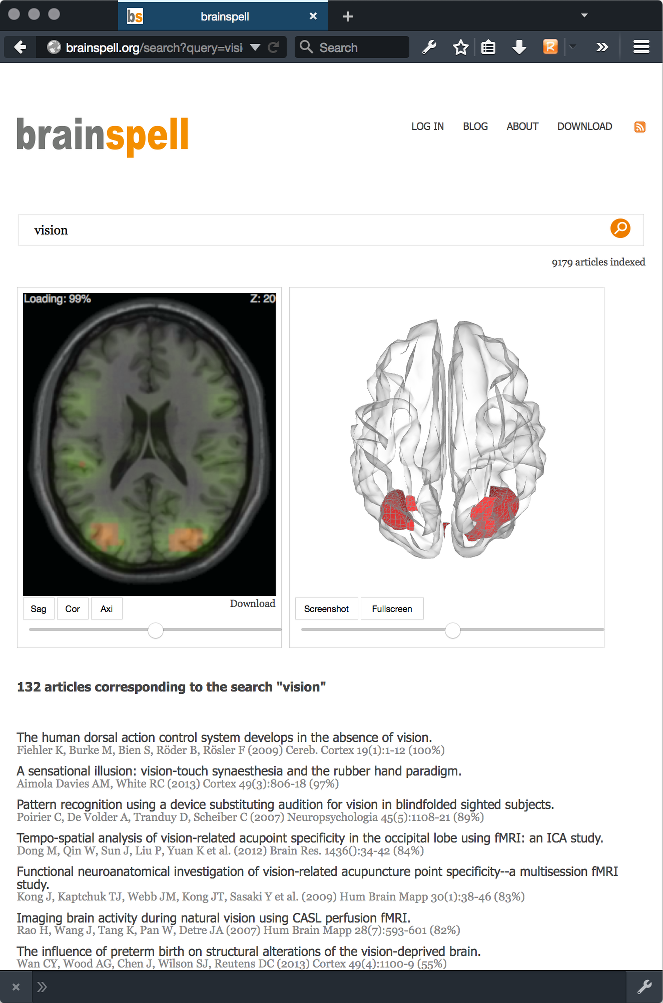 bs brainspell
brainspell.org/search?query=visi
Search
brainspell
LOG IN BLOG ABOUT DOWNLOAD
vision
9179 articles indexed
Loading: 99% Z: 20
Sag Cor Axi Download
Screenshot Fullscreen
132 articles corresponding to the search "vision"
The human dorsal action control system develops in the absence of vision.
Fiehler K, Burke M, Bien S, Röder B, Rösler F (2009) Cereb. Cortex 19(1):1-12 (100%)
A sensational illusion: vision-touch synaesthesia and the rubber hand paradigm.
Aimola Davies AM, White RC (2013) Cortex 49(3):806-18 (97%)
Pattern recognition using a device substituting audition for vision in blindfolded sighted subjects.
Poirier C, De Volder A, Tranduy D, Scheiber C (2007) Neuropsychologia 45(5):1108-21 (89%)
Tempo-spatial analysis of vision-related acupoint specificity in the occipital lobe using fMRI: an ICA study.
Dong M, Qin W, Sun J, Liu P, Yuan K et al. (2012) Brain Res. 1436():34-42 (84%)
Functional neuroanatomical investigation of vision-related acupuncture point specificity--a multisession fMRI
study.
Kong J, Kaptchuk TJ, Webb JM, Kong JT, Sasaki Y et al. (2009) Hum Brain Mapp 30(1):38-46 (83%)
Imaging brain activity during natural vision using CASL perfusion fMRI.
Rao H, Wang J, Tang K, Pan W, Detre JA (2007) Hum Brain Mapp 28(7):593-601 (82%)
The influence of preterm birth on structural alterations of the vision-deprived brain.
Wan CY, Wood AG, Chen J, Wilson SJ, Reutens DC (2013) Cortex 49(4):1100-9 (55%)